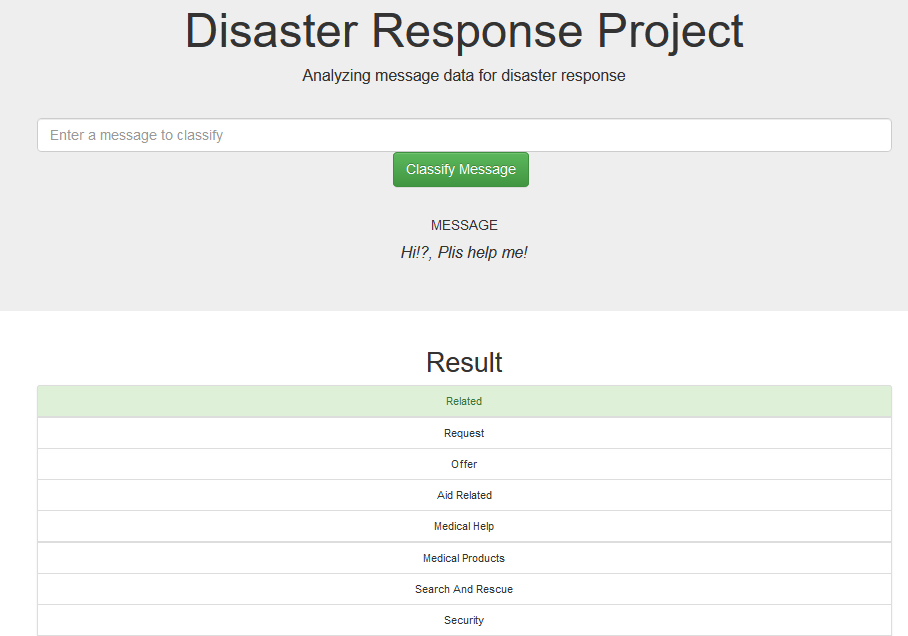 Disaster Response Project
Analyzing message data for disaster response
Enter a message to classify
Classify Message
MESSAGE
Hi!?, Plis help me!
Result
Related
Request
Offer
Aid Related
Medical Help
Medical Products
Search And Rescue
Security